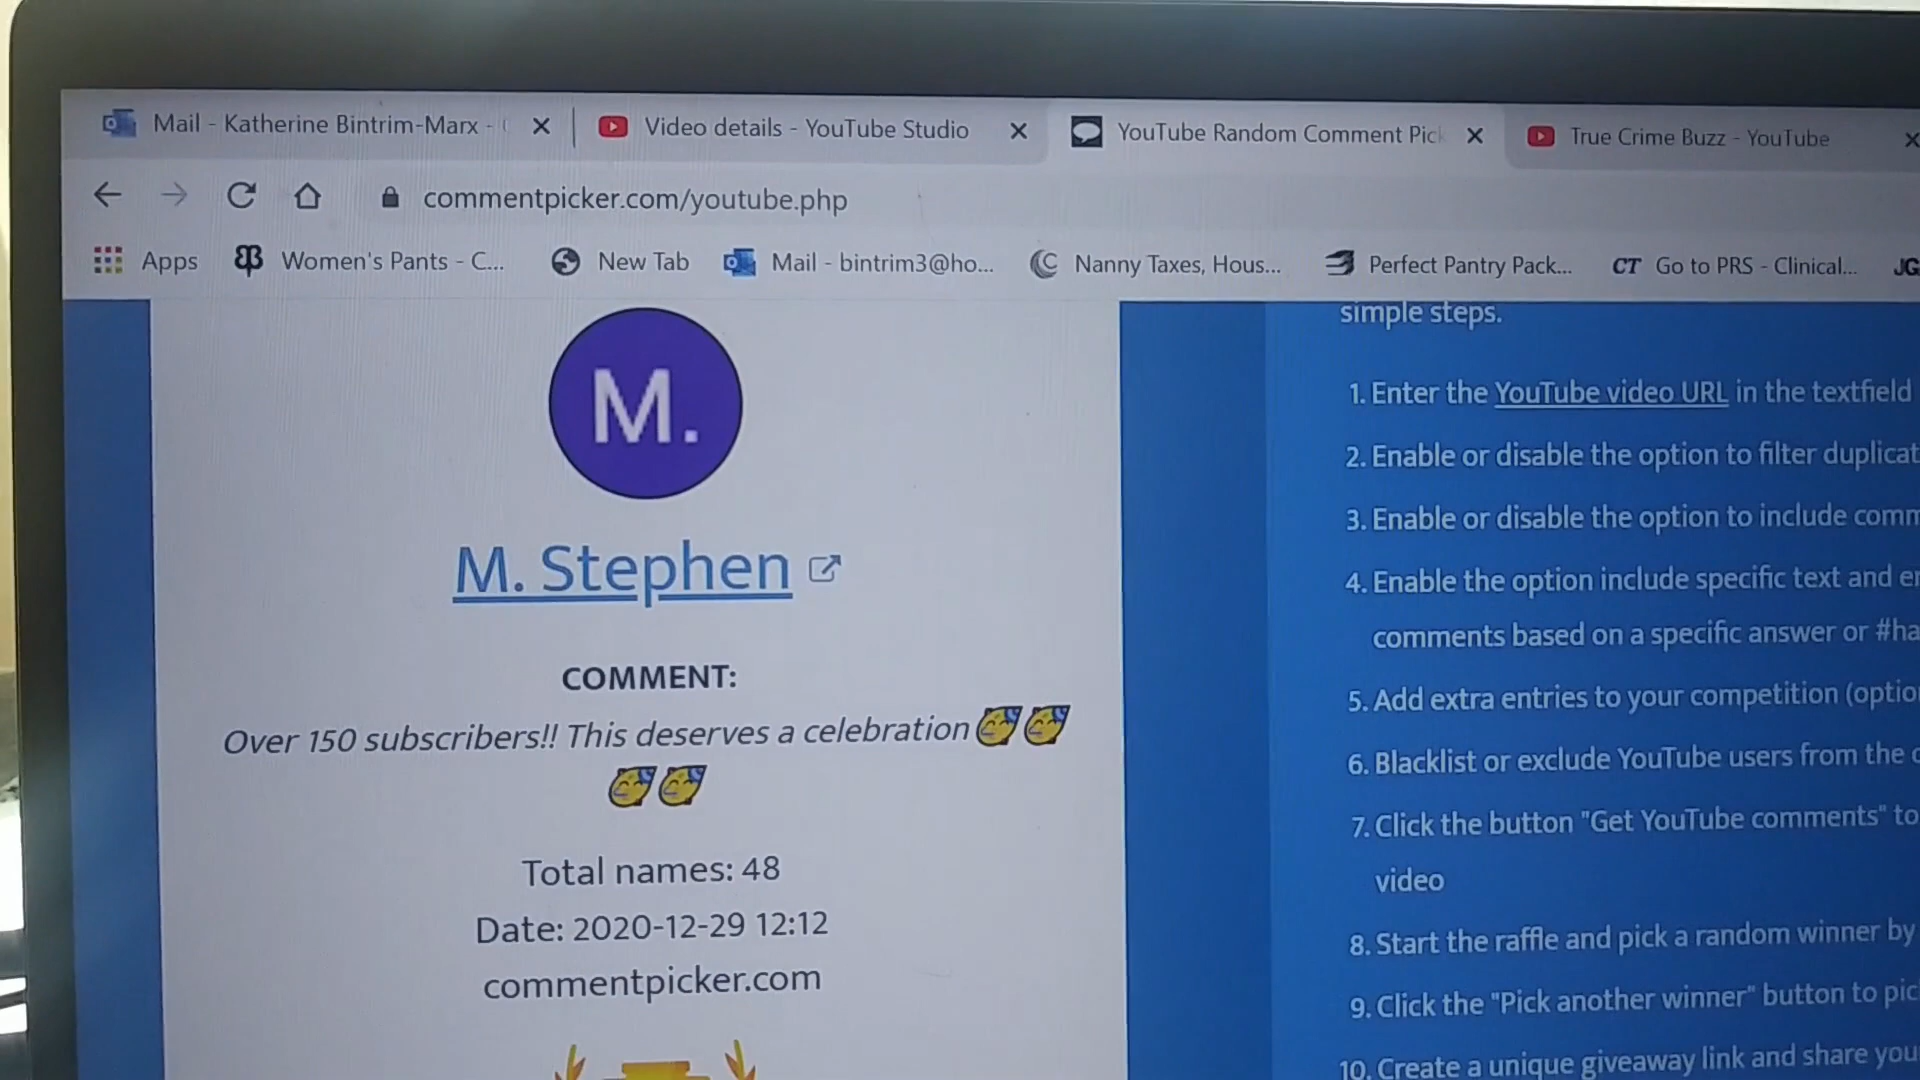 Mail - Katherine Bintrim-Marx -
Video details - YouTube Studio
YouTube Random Comment Pick
True Crime Buzz - YouTube
commentpicker.com/youtube.php
Apps
Women's Pants - C...
New Tab
Mail - bintrim3@ho...
Nanny Taxes, Hous...
Perfect Pantry Pack...
CT Go to PRS - Clinical...
JG
M.
M. Stephen
COMMENT:
Over 150 subscribers!! This deserves a celebration🥳🥳
🥳🥳
Total names: 48
Date: 2020-12-29 12:12
commentpicker.com
simple steps.
1. Enter the YouTube video URL in the textfield
2. Enable or disable the option to filter duplicat
3. Enable or disable the option to include comm
4. Enable the option include specific text and
comments based on a specific answer or #ha
5. Add extra entries to your competition (optio
6. Blacklist or exclude YouTube users from the
7. Click the button "Get YouTube comments" to
video
8. Start the raffle and pick a random winner by
9. Click the "Pick another winner" button to pic
10. Create a unique giveaway link and share you